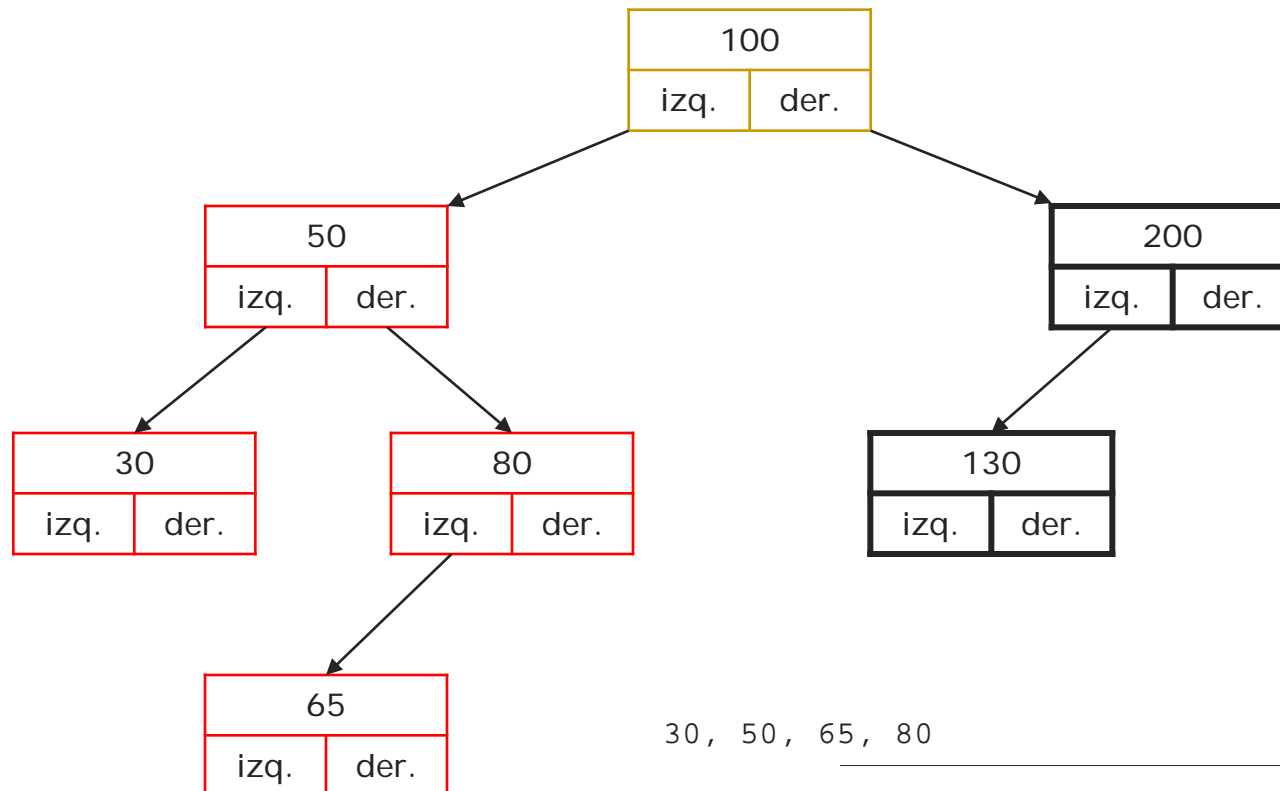 100
izq. der.
50
200
izq. der.
izq. der.
30
80
130
izq. der.
izq. der.
izq. der.
65
izq. der.
30, 50, 65, 80